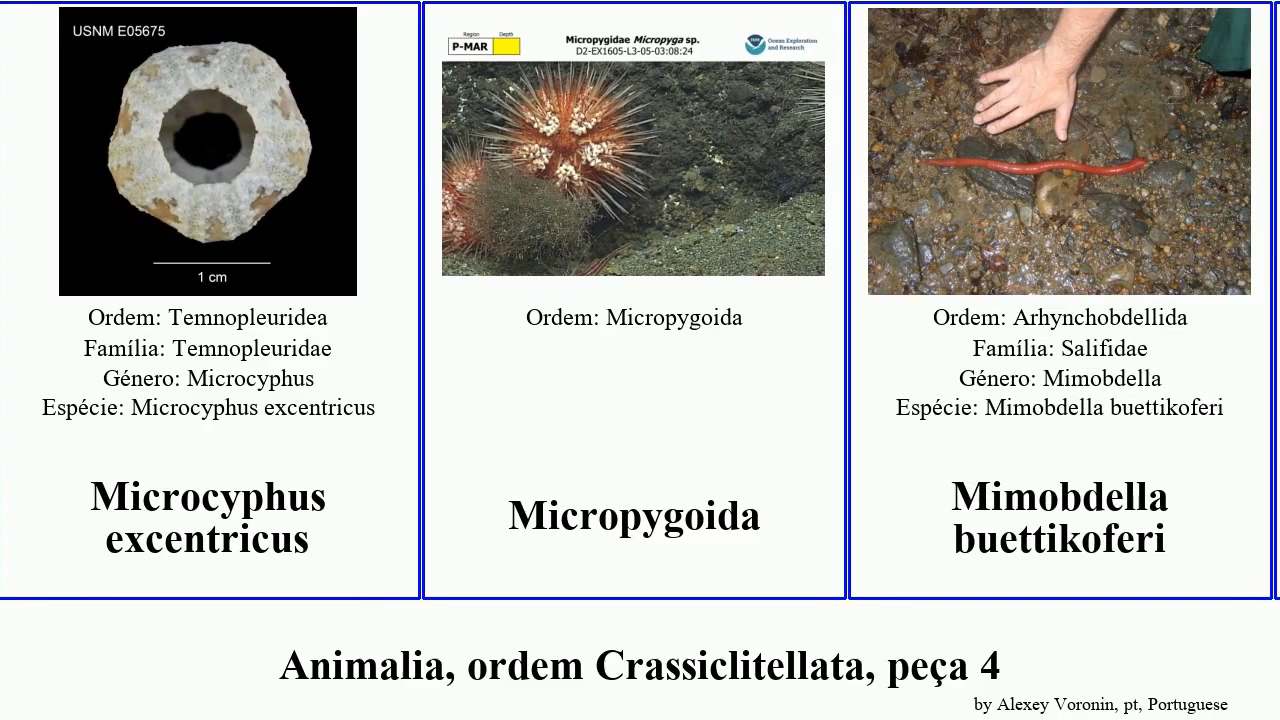 USNM E05675
1 cm
Ordem: Temnopleuridea
Família: Temnopleuridae
Género: Microcyphus
Espécie: Microcyphus excentricus
Microcyphus
excentricus
Region
Depth
P-MAR
Micropygidae Micropyga sp.
D2-EX1605-L3-05-03:08:24
Ocean Exploration
and Research
Ordem: Micropygoida
Micropygoida
Ordem: Arhynchobdellida
Família: Salifidae
Género: Mimobdella
Espécie: Mimobdella buettikoferi
Mimobdella
buettikoferi
Animalia, ordem Crassiclitellata, peça 4
by Alexey Voronin, pt, Portuguese